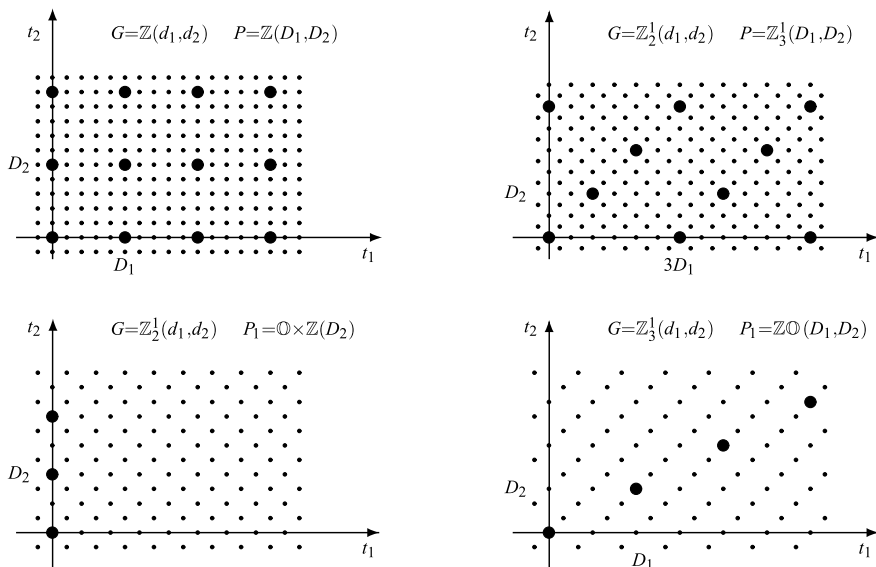 t₂ G=ℤ(d₁,d₂) P=ℤ(D₁,D₂)
D₂
t₁
D₁
t₂ G=ℤ₂¹(d₁,d₂) P=ℤ₃¹(D₁,D₂)
D₂
t₁
3D₁
t₂ G=ℤ₂¹(d₁,d₂) P₁=𝕆×ℤ(D₂)
D₂
t₁
t₂ G=ℤ₃¹(d₁,d₂) P₁=ℤ𝕆(D₁,D₂)
D₂
t₁
D₁